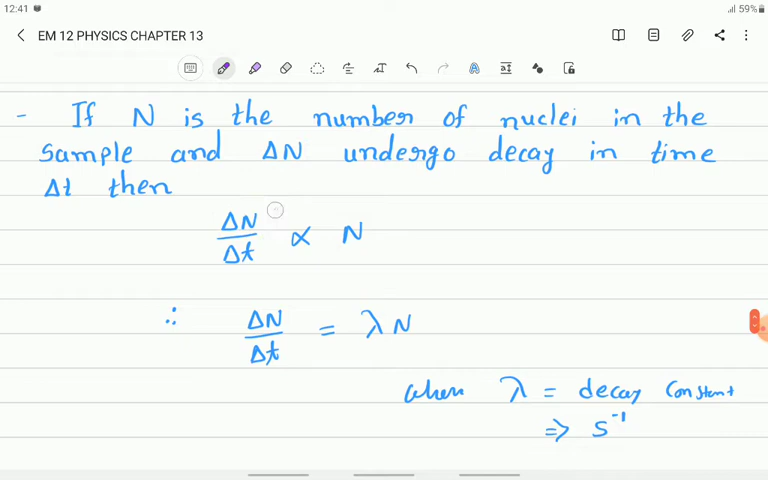 12:41 59%
EM 12 PHYSICS CHAPTER 13
- If N is the number of nuclei in the
sample and ΔN undergo decay in time
Δt then
ΔN/Δt ∝ N
∴ ΔN/Δt = λN
when λ = decay constant
⇒ S⁻¹